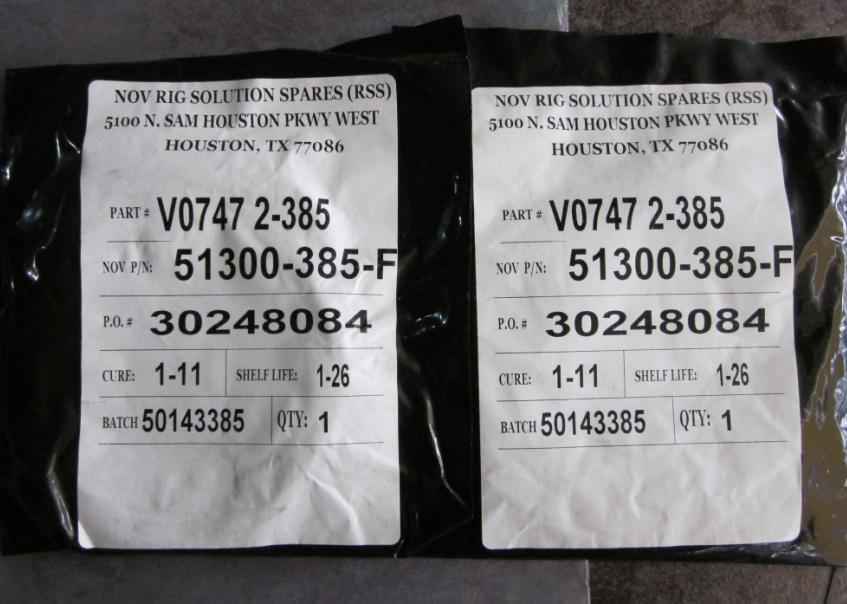 NOV RIG SOLUTION SPARES (RSS)
5100 N. SAM HOUSTON PKWY WEST
HOUSTON, TX 77086
PART # V0747 2-385
NOV P/N: 51300-385-F
P.O. # 30248084
CURE: 1-11 SHELF LIFE: 1-26
BATCH 50143385 QTY: 1
NOV RIG SOLUTION SPARES (RSS)
5100 N. SAM HOUSTON PKWY WEST
HOUSTON, TX 77086
PART # V0747 2-385
NOV P/N: 51300-385-F
P.O. # 30248084
CURE: 1-11 SHELF LIFE: 1-26
BATCH 50143385 QTY: 1